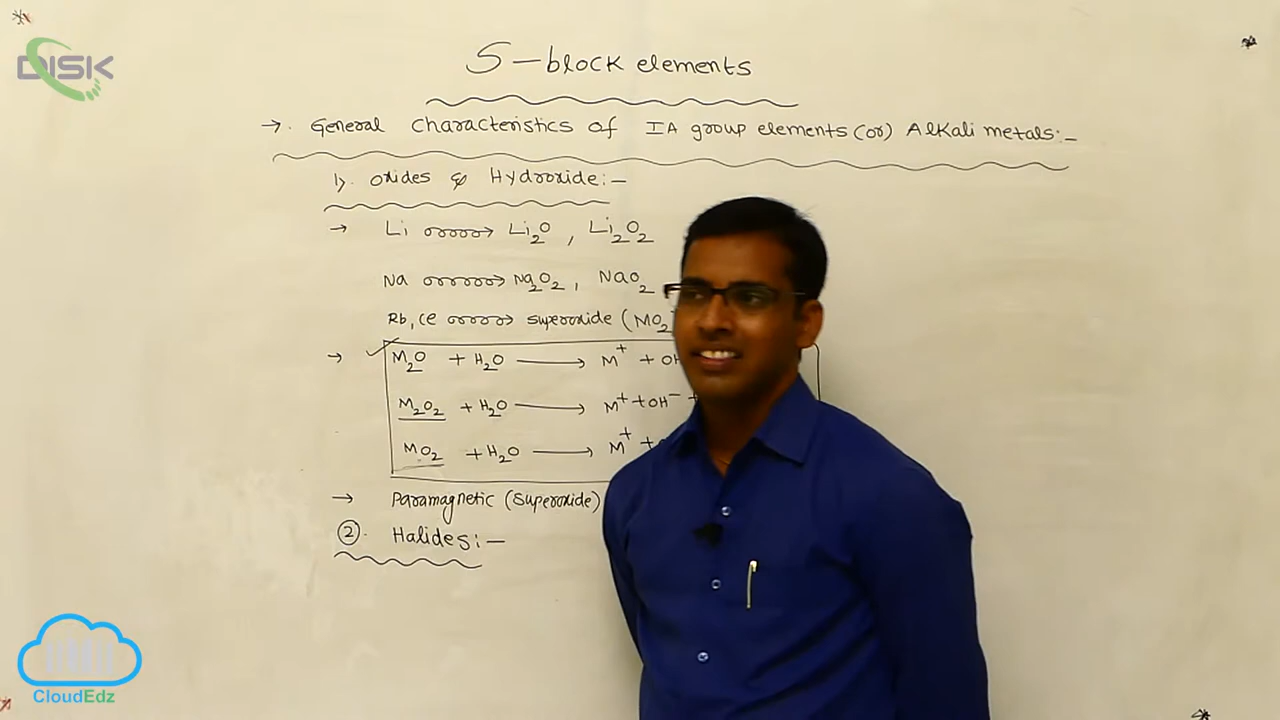 DISK
S-block elements
→. General characteristics of IA group elements (or) Alkali metals:-
1). Oxides & Hydroxide:-
→ Li → Li₂O, Li₂O₂
Na → Na₂O₂, NaO₂
Rb, Ce → superoxide (MO₂
→ M₂O + H₂O → M⁺ + OH
M₂O₂ + H₂O → M⁺ + OH⁻ +
MO₂ + H₂O → M⁺ +
→ Paramagnetic (Superoxide)
②. Halides:-
CloudEdz